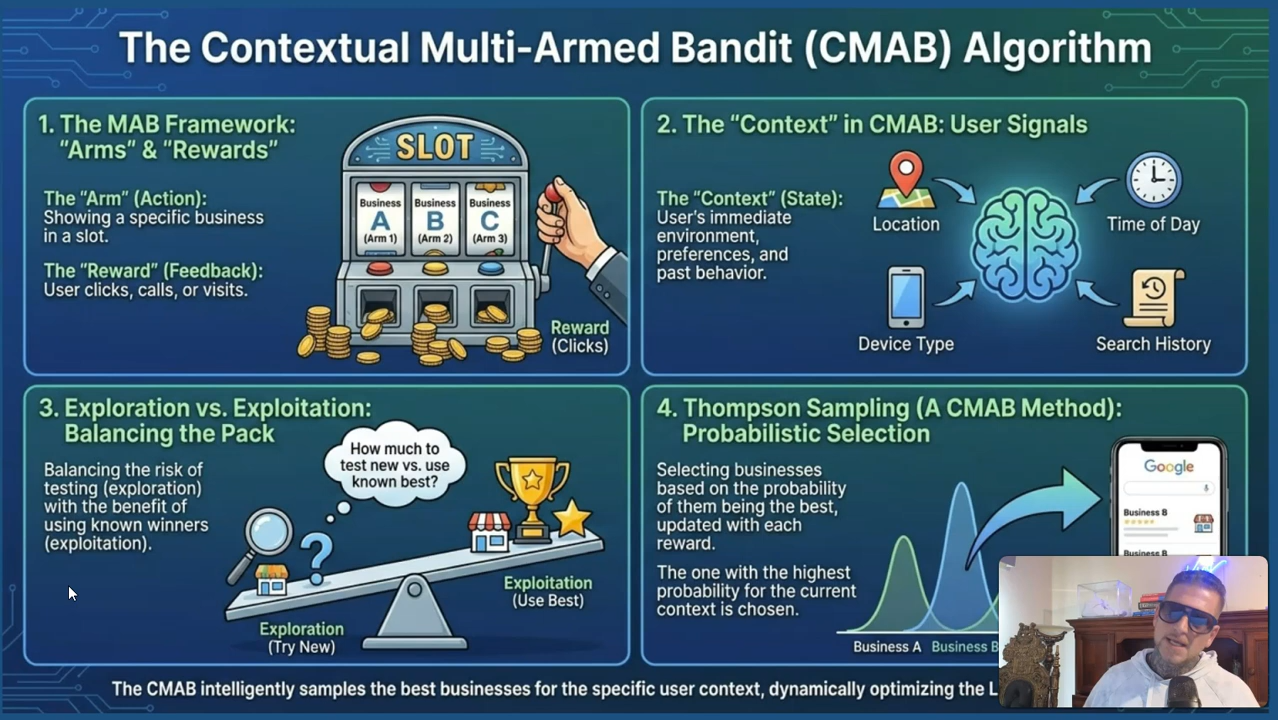 The Contextual Multi-Armed Bandit (CMAB) Algorithm
1. The MAB Framework:
"Arms" & "Rewards"
The "Arm" (Action):
Showing a specific business
in a slot.
The "Reward" (Feedback):
User clicks, calls, or visits.
SLOT
Business
A
(Arm 1)
Business
B
(Arm 2)
Business
C
(Arm 3)
Reward
(Clicks)
2. The "Context" in CMAB: User Signals
The "Context" (State):
User's immediate
environment,
preferences, and
past behavior.
Location
Time of Day
Device Type
Search History
3. Exploration vs. Exploitation:
Balancing the Pack
Balancing the risk of
testing (exploration)
with the benefit of
using known winners
(exploitation).
How much to
test new vs. use
known best?
Exploration
(Try New)
Exploitation
(Use Best)
4. Thompson Sampling (A CMAB Method):
Probabilistic Selection
Selecting businesses
based on the probability
of them being the best,
updated with each
reward.
The one with the highest
probability for the current
context is chosen.
Business A
Business B
Google
Business B
Business B
The CMAB intelligently samples the best businesses for the specific user context, dynamically optimizing the L